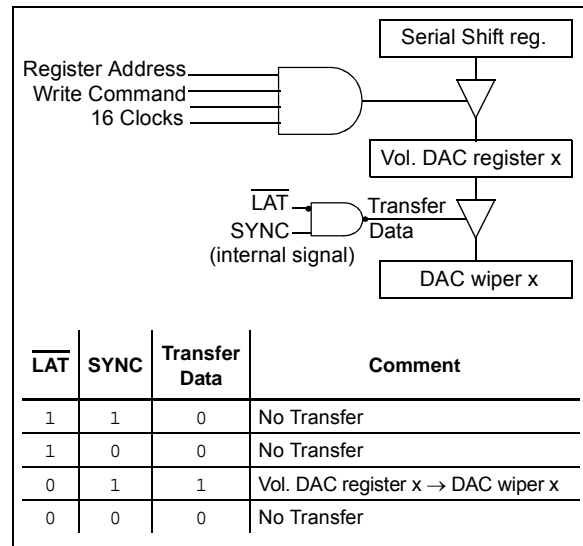 Serial Shift reg.
Register Address
Write Command
16 Clocks
Vol. DAC register x
LAT
Transfer
SYNC
Data
(internal signal)
DAC wiper x
LAT SYNC Transfer Data Comment
1 1 0 No Transfer
1 0 0 No Transfer
0 1 1 Vol. DAC register x → DAC wiper x
0 0 0 No Transfer